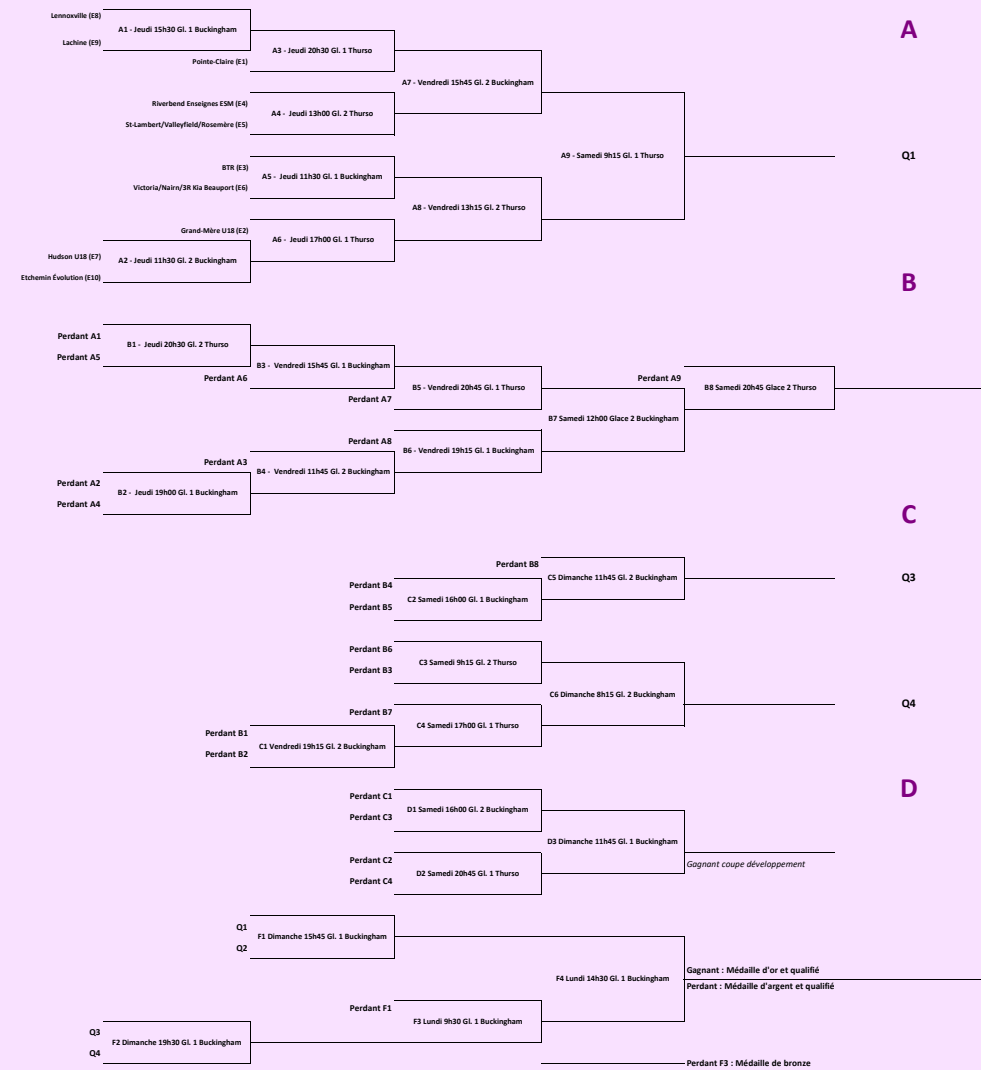 A
Lennoxville (E8)
A1 - Jeudi 15h30 Gl. 1 Buckingham
Lachine (E9)
A3 - Jeudi 20h30 Gl. 1 Thurso
Pointe-Claire (E1)
A7 - Vendredi 15h45 Gl. 2 Buckingham
Riverbend Enseignes ESM (E4)
A4 - Jeudi 13h00 Gl. 2 Thurso
St-Lambert/Valleyfield/Rosemère (E5)
A9 - Samedi 9h15 Gl. 1 Thurso
Q1
BTR (E3)
A5 - Jeudi 11h30 Gl. 1 Buckingham
Victoria/Nairn/3R Kia Beauport (E6)
A8 - Vendredi 13h15 Gl. 2 Thurso
Grand-Mère U18 (E2)
A6 - Jeudi 17h00 Gl. 1 Thurso
Hudson U18 (E7)
A2 - Jeudi 11h30 Gl. 2 Buckingham
Etchemin Évolution (E10)
B
Perdant A1
B1 - Jeudi 20h30 Gl. 2 Thurso
Perdant A5
B3 - Vendredi 15h45 Gl. 1 Buckingham
Perdant A6
B5 - Vendredi 20h45 Gl. 1 Thurso
Perdant A7
Perdant A9
B8 Samedi 20h45 Glace 2 Thurso
B7 Samedi 12h00 Glace 2 Buckingham
Perdant A8
B6 - Vendredi 19h15 Gl. 1 Buckingham
Perdant A3
B4 - Vendredi 11h45 Gl. 2 Buckingham
Perdant A2
B2 - Jeudi 19h00 Gl. 1 Buckingham
Perdant A4
C
Perdant B8
C5 Dimanche 11h45 Gl. 2 Buckingham
Q3
Perdant B4
C2 Samedi 16h00 Gl. 1 Buckingham
Perdant B5
Perdant B6
C3 Samedi 9h15 Gl. 2 Thurso
Perdant B3
C6 Dimanche 8h15 Gl. 2 Buckingham
Q4
Perdant B7
C4 Samedi 17h00 Gl. 1 Thurso
Perdant B1
C1 Vendredi 19h15 Gl. 2 Buckingham
Perdant B2
D
Perdant C1
D1 Samedi 16h00 Gl. 2 Buckingham
Perdant C3
D3 Dimanche 11h45 Gl. 1 Buckingham
Gagnant coupe développement
Perdant C2
D2 Samedi 20h45 Gl. 1 Thurso
Perdant C4
Q1
F1 Dimanche 15h45 Gl. 1 Buckingham
Q2
F4 Lundi 14h30 Gl. 1 Buckingham
Gagnant : Médaille d'or et qualifié
Perdant : Médaille d'argent et qualifié
Perdant F1
F3 Lundi 9h30 Gl. 1 Buckingham
Q3
F2 Dimanche 19h30 Gl. 1 Buckingham
Q4
Perdant F3 : Médaille de bronze